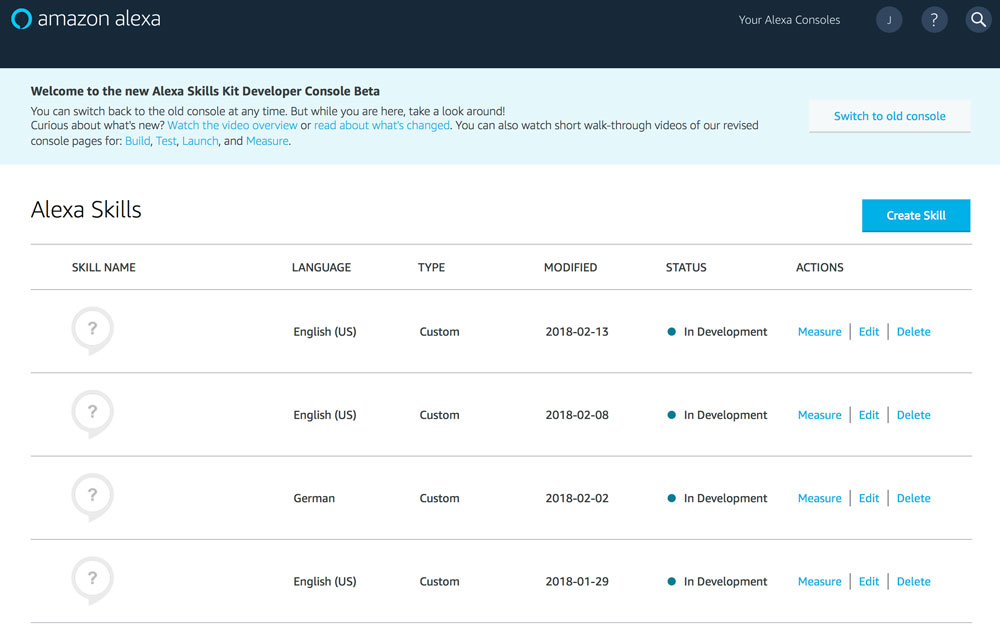 amazon alexa
Your Alexa Consoles
J
?
Welcome to the new Alexa Skills Kit Developer Console Beta
You can switch back to the old console at any time. But while you are here, take a look around!
Curious about what's new? Watch the video overview or read about what's changed. You can also watch short walk-through videos of our revised
console pages for: Build, Test, Launch, and Measure.
Switch to old console
Alexa Skills
Create Skill
SKILL NAME LANGUAGE TYPE MODIFIED STATUS ACTIONS
? English (US) Custom 2018-02-13 In Development Measure Edit Delete
? English (US) Custom 2018-02-08 In Development Measure Edit Delete
? German Custom 2018-02-02 In Development Measure Edit Delete
? English (US) Custom 2018-01-29 In Development Measure Edit Delete